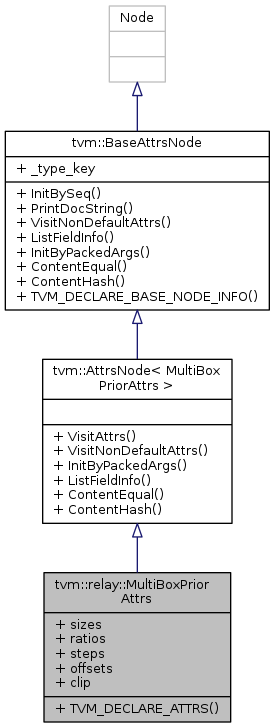 Node
tvm::BaseAttrsNode
+ _type_key
+ InitBySeq()
+ PrintDocString()
+ VisitNonDefaultAttrs()
+ ListFieldInfo()
+ InitByPackedArgs()
+ ContentEqual()
+ ContentHash()
+ TVM_DECLARE_BASE_NODE_INFO()
tvm::AttrsNode< MultiBox
PriorAttrs >
+ VisitAttrs()
+ VisitNonDefaultAttrs()
+ InitByPackedArgs()
+ ListFieldInfo()
+ ContentEqual()
+ ContentHash()
tvm::relay::MultiBoxPrior
Attrs
+ sizes
+ ratios
+ steps
+ offsets
+ clip
+ TVM_DECLARE_ATTRS()